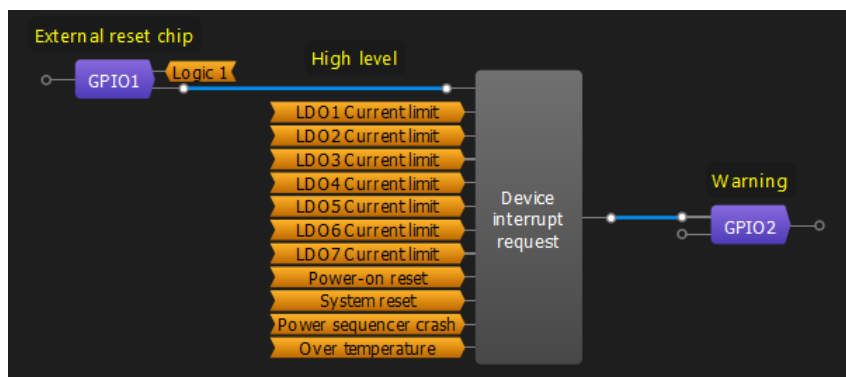 External reset chip
GPIO1
Logic 1
High level
LDO1 Current limit
LDO2 Current limit
LDO3 Current limit
LDO4 Current limit
LDO5 Current limit
LDO6 Current limit
LDO7 Current limit
Power-on reset
System reset
Power sequencer crash
Over temperature
Device
interrupt
request
Warning
GPIO2